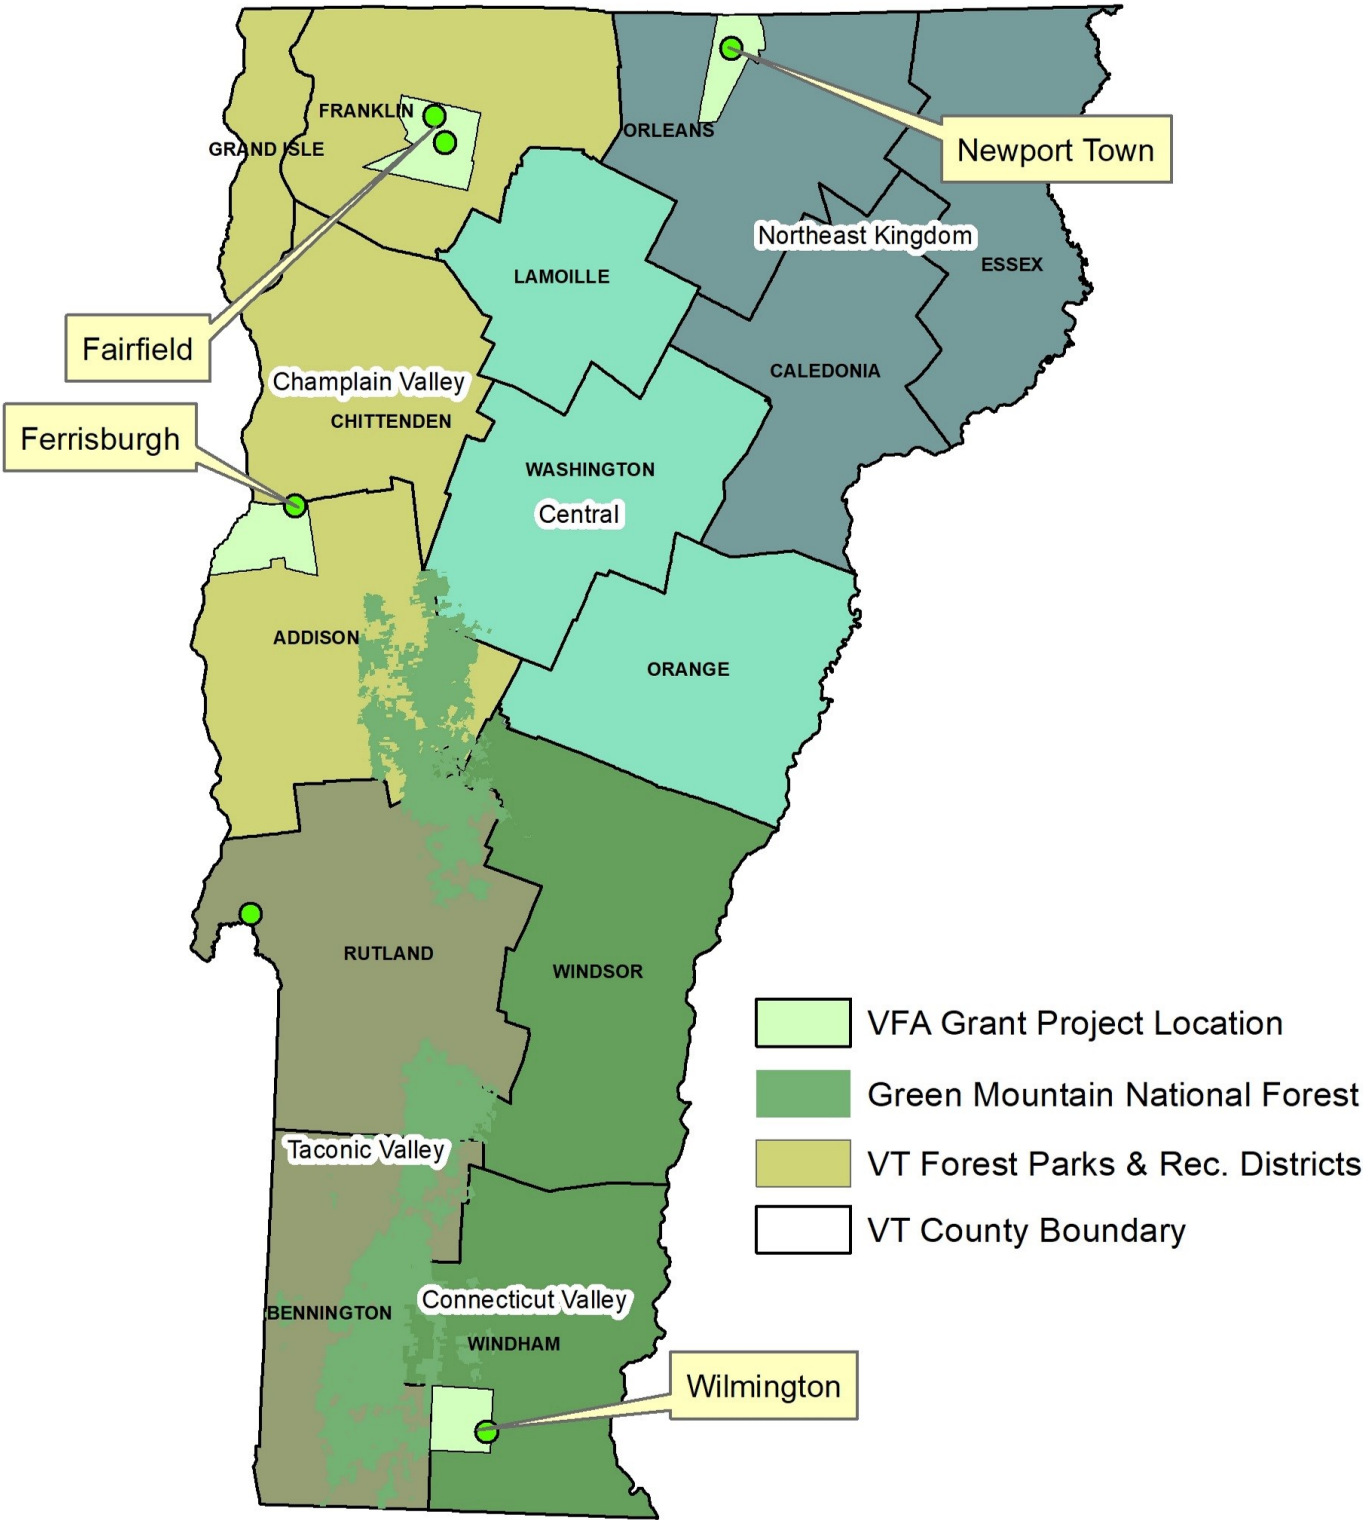 FRANKLIN
ORLEANS
GRAND ISLE
Newport Town
Northeast Kingdom
ESSEX
LAMOILLE
Fairfield
CALEDONIA
Champlain Valley
CHITTENDEN
Ferrisburgh
WASHINGTON
Central
ADDISON
ORANGE
RUTLAND
WINDSOR
VFA Grant Project Location
Green Mountain National Forest
VT Forest Parks & Rec. Districts
VT County Boundary
Taconic Valley
Connecticut Valley
BENNINGTON
WINDHAM
Wilmington